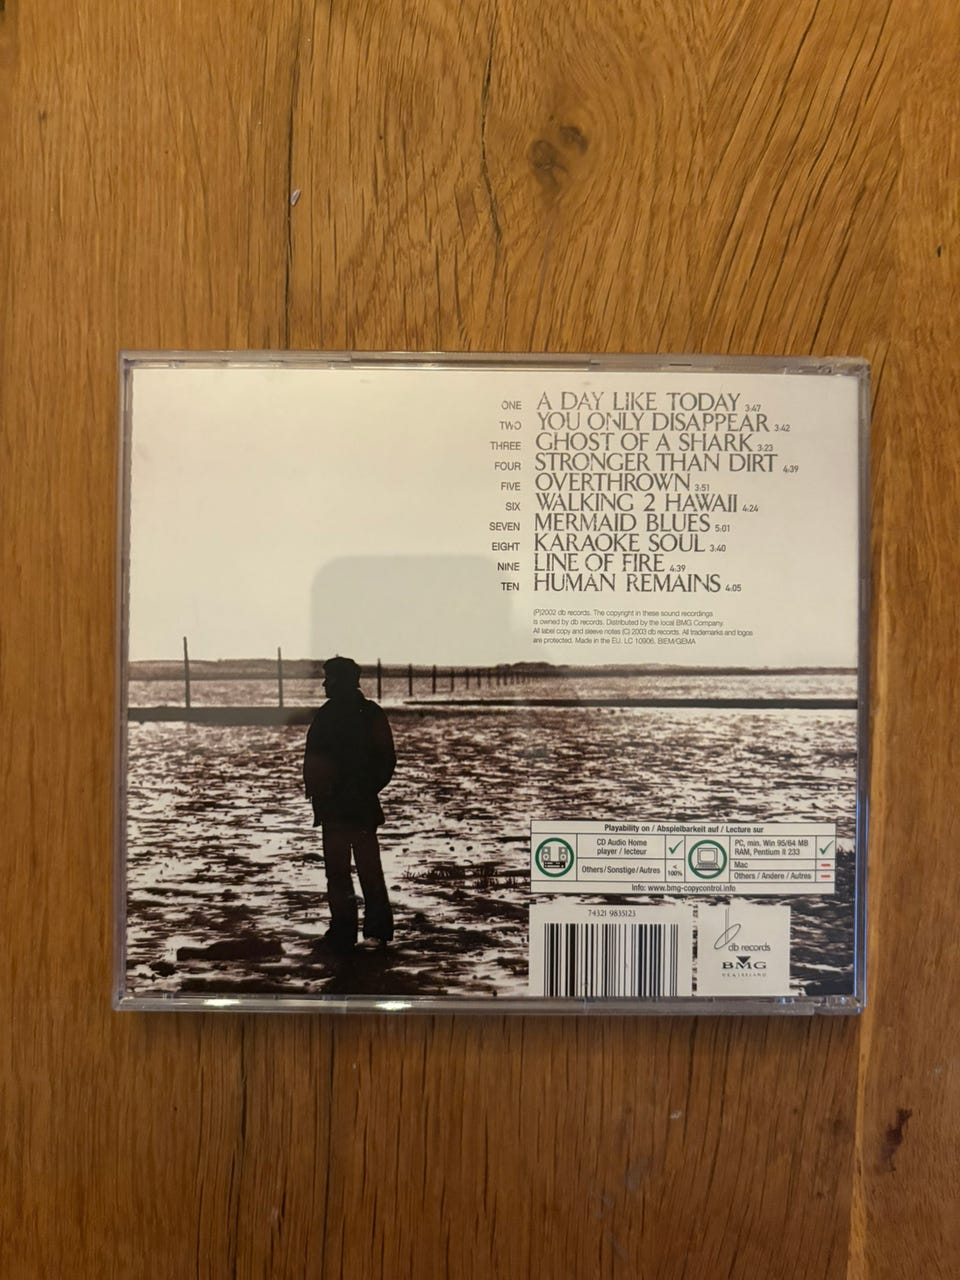 ONE A DAY LIKE TODAY 3:47
TWO YOU ONLY DISAPPEAR 3:42
THREE GHOST OF A SHARK 3:23
FOUR STRONGER THAN DIRT 4:39
FIVE OVERTHROWN 3:51
SIX WALKING 2 HAWAII 4:24
SEVEN MERMAID BLUES 5:01
EIGHT KARAOKE SOUL 3:40
NINE LINE OF FIRE 4:39
TEN HUMAN REMAINS 4:05
(P)2002 db records. The copyright in these sound recordings
is owned by db records. Distributed by the local BMG Company.
All label copy and sleeve notes (C) 2003 db records. All trademarks and logos
are protected. Made in the EU. LC 10906. BIEM/GEMA
Playability on / Abspielbarkeit auf / Lecture sur
CD Audio Home
player / lecteur
Others / Sonstige / Autres < 100%
PC, min. Win 95/64 MB
RAM, Pentium II 233
Mac
Others / Andere / Autres
Info: www.bmg-copycontrol.info
74321 9835123
db records
BMG
UK & IRELAND